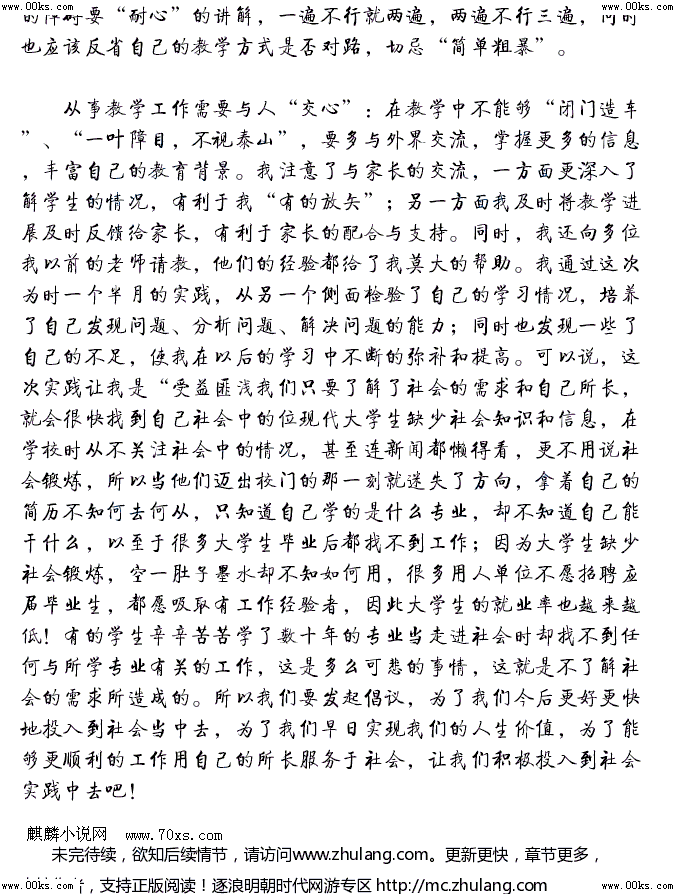 www.00ks.com www.00ks.com www.00ks.com
要“耐心”的讲解，一遍不行就两遍，两遍不行三遍，同时
也应该反省自己的教学方式是否对路，切忌“简单粗暴”。
从事教学工作需要与人“交心”：在教学中不能够“闭门造车
”、“一叶障目，不视泰山”，要多与外界交流，掌握更多的信息
，丰富自己的教育背景。我注意了与家长的交流，一方面更深入了
解学生的情况，有利于我“有的放矢”；另一方面我及时将教学进
展及时反馈给家长，有利于家长的配合与支持。同时，我还向多位
我以前的老师请教，他们的经验都给了我莫大的帮助。我通过这次
为时一个半月的实践，从另一个侧面检验了自己的学习情况，培养
了自己发现问题、分析问题、解决问题的能力；同时也发现一些了
自己的不足，使我在以后的学习中不断的弥补和提高。可以说，这
次实践让我是“受益匪浅我们只要了解了社会的需求和自己所长，
就会很快找到自己社会中的位现代大学生缺少社会知识和信息，在
学校时从不关注社会中的情况，甚至连新闻都懒得看，更不用说社
会锻炼，所以当他们迈出校门的那一刻就迷失了方向，拿着自己的
简历不知何去何从，只知道自己学的是什么专业，却不知道自己能
干什么，以至于很多大学生毕业后都找不到工作；因为大学生缺少
社会锻炼，空一肚子墨水却不知如何用，很多用人单位不愿招聘应
届毕业生，都愿吸取有工作经验者，因此大学生的就业率也越来越
低！有的学生辛辛苦苦学了数十年的专业当走进社会时却找不到任
何与所学专业有关的工作，这是多么可悲的事情，这就是不了解社
会的需求所造成的。所以我们要发起倡议，为了我们今后更好更快
地投入到社会当中去，为了我们早日实现我们的人生价值，为了能
够更顺利的工作用自己的所长服务于社会，让我们积极投入到社会
实践中去吧！
麒麟小说网 www.70xs.com
未完待续，欲知后续情节，请访问www.zhulang.com。更新更快，章节更多，
，支持正版阅读！逐浪明朝时代网游专区 http://mc.zhulang.com
www.00ks.com www.00ks.com www.00ks.com